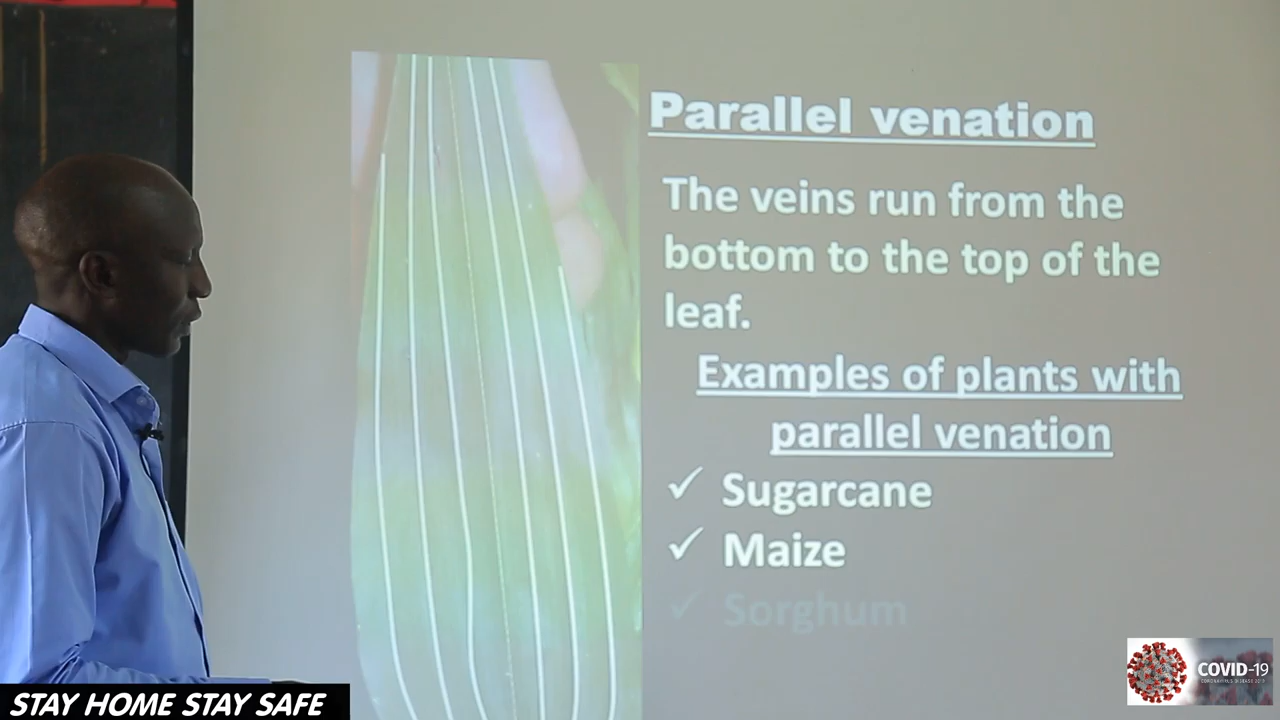 Parallel venation
The veins run from the
bottom to the top of the
leaf.
Examples of plants with
parallel venation
✓ Sugarcane
✓ Maize
✓ Sorghum
STAY HOME STAY SAFE
COVID-19
CORONAVIRUS DISEASE 2019